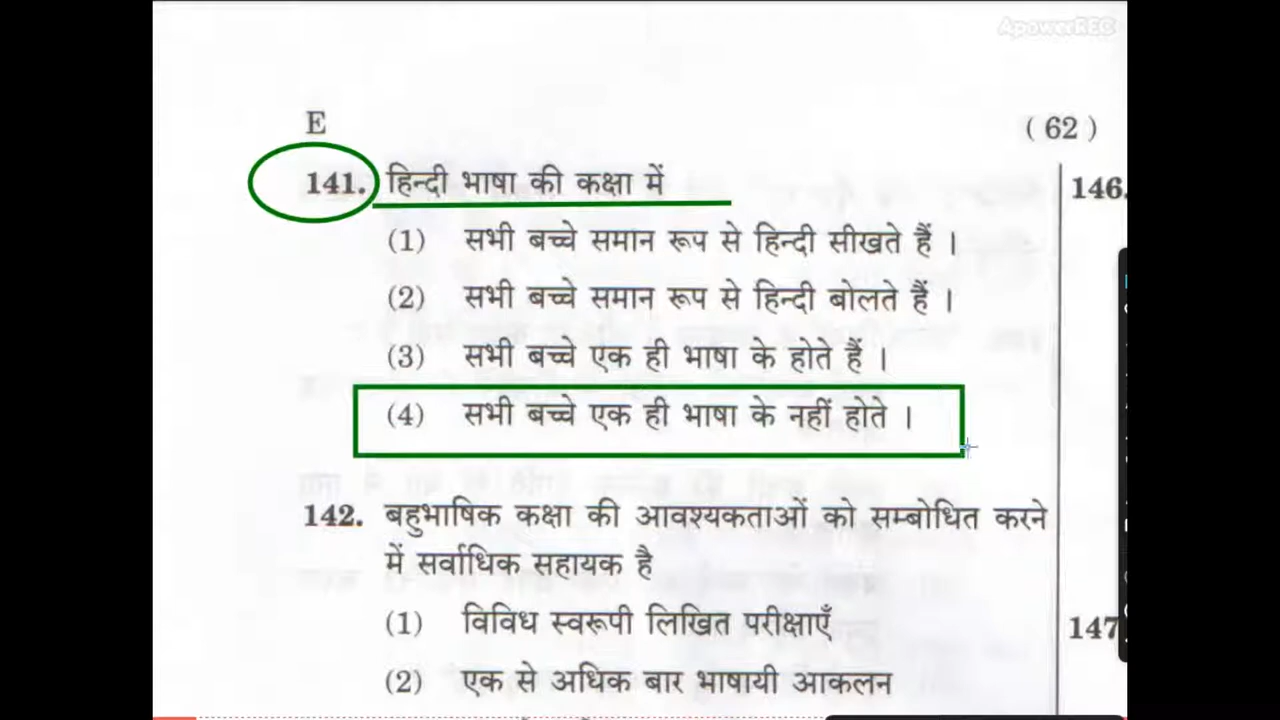 ApowerREC
E
( 62 )
141. हिन्दी भाषा की कक्षा में
(1) सभी बच्चे समान रूप से हिन्दी सीखते हैं ।
(2) सभी बच्चे समान रूप से हिन्दी बोलते हैं ।
(3) सभी बच्चे एक ही भाषा के होते हैं ।
(4) सभी बच्चे एक ही भाषा के नहीं होते ।
142. बहुभाषिक कक्षा की आवश्यकताओं को सम्बोधित करने
में सर्वाधिक सहायक है
(1) विविध स्वरूपी लिखित परीक्षाएँ
(2) एक से अधिक बार भाषायी आकलन
146.
147